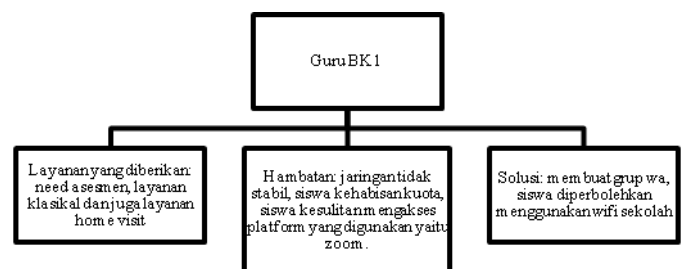 Guru BK 1
Layanan yang diberikan:
need asesmen, layanan
klasikal dan juga layanan
home visit
Hambatan: jaringan tidak
stabil, siswa kehabisan kuota,
siswa kesulitan mengakses
platform yang digunakan yaitu
zoom.
Solusi: membuat grup wa,
siswa diperbolehkan
menggunakan wifi sekolah